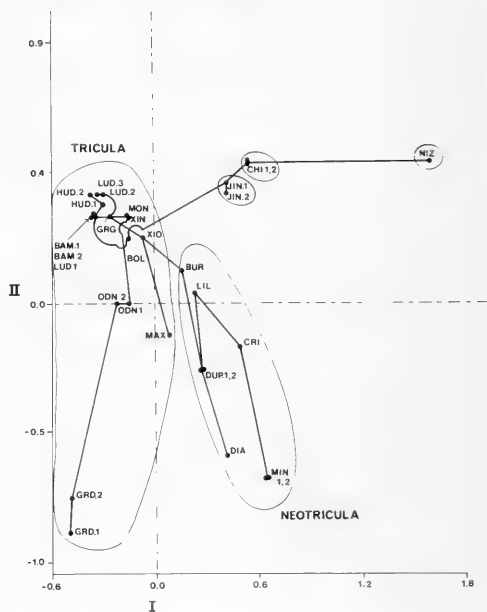 0.9
TRICULA
NIZ
CHI 1,2
0.4
HUD.2
LUD.3
LUD.2
JIN.1
JIN.2
HUD.1
MON
XIN
GRG
XIO
BAM.1
BAM 2
LUD 1
BOL
BUR
II
LIL
0.0
ODN 2
ODN 1
MAX
CRI
DUP.1,2
-0.5
DIA
MIN
1,2
GRD.2
NEOTRICULA
GRD.1
-1.0
-0.6
0.0
0.6
1.2
1.8
I